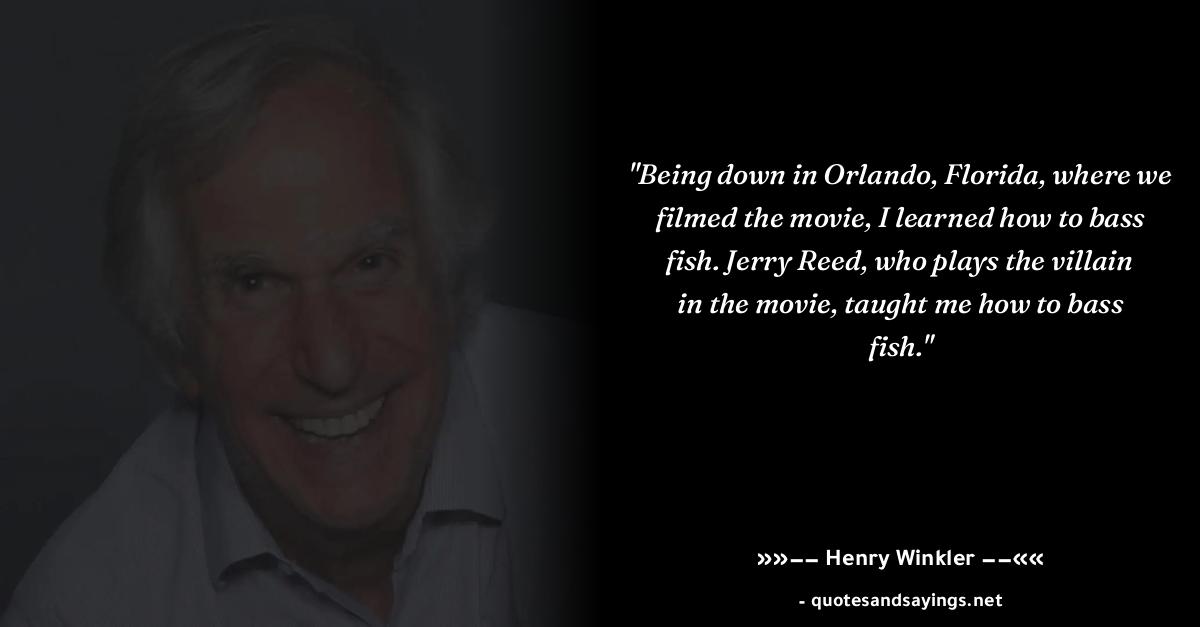 "Being down in Orlando, Florida, where we
filmed the movie, I learned how to bass
fish. Jerry Reed, who plays the villain
in the movie, taught me how to bass
fish."
»»−− Henry Winkler −−««
- quotesandsayings.net